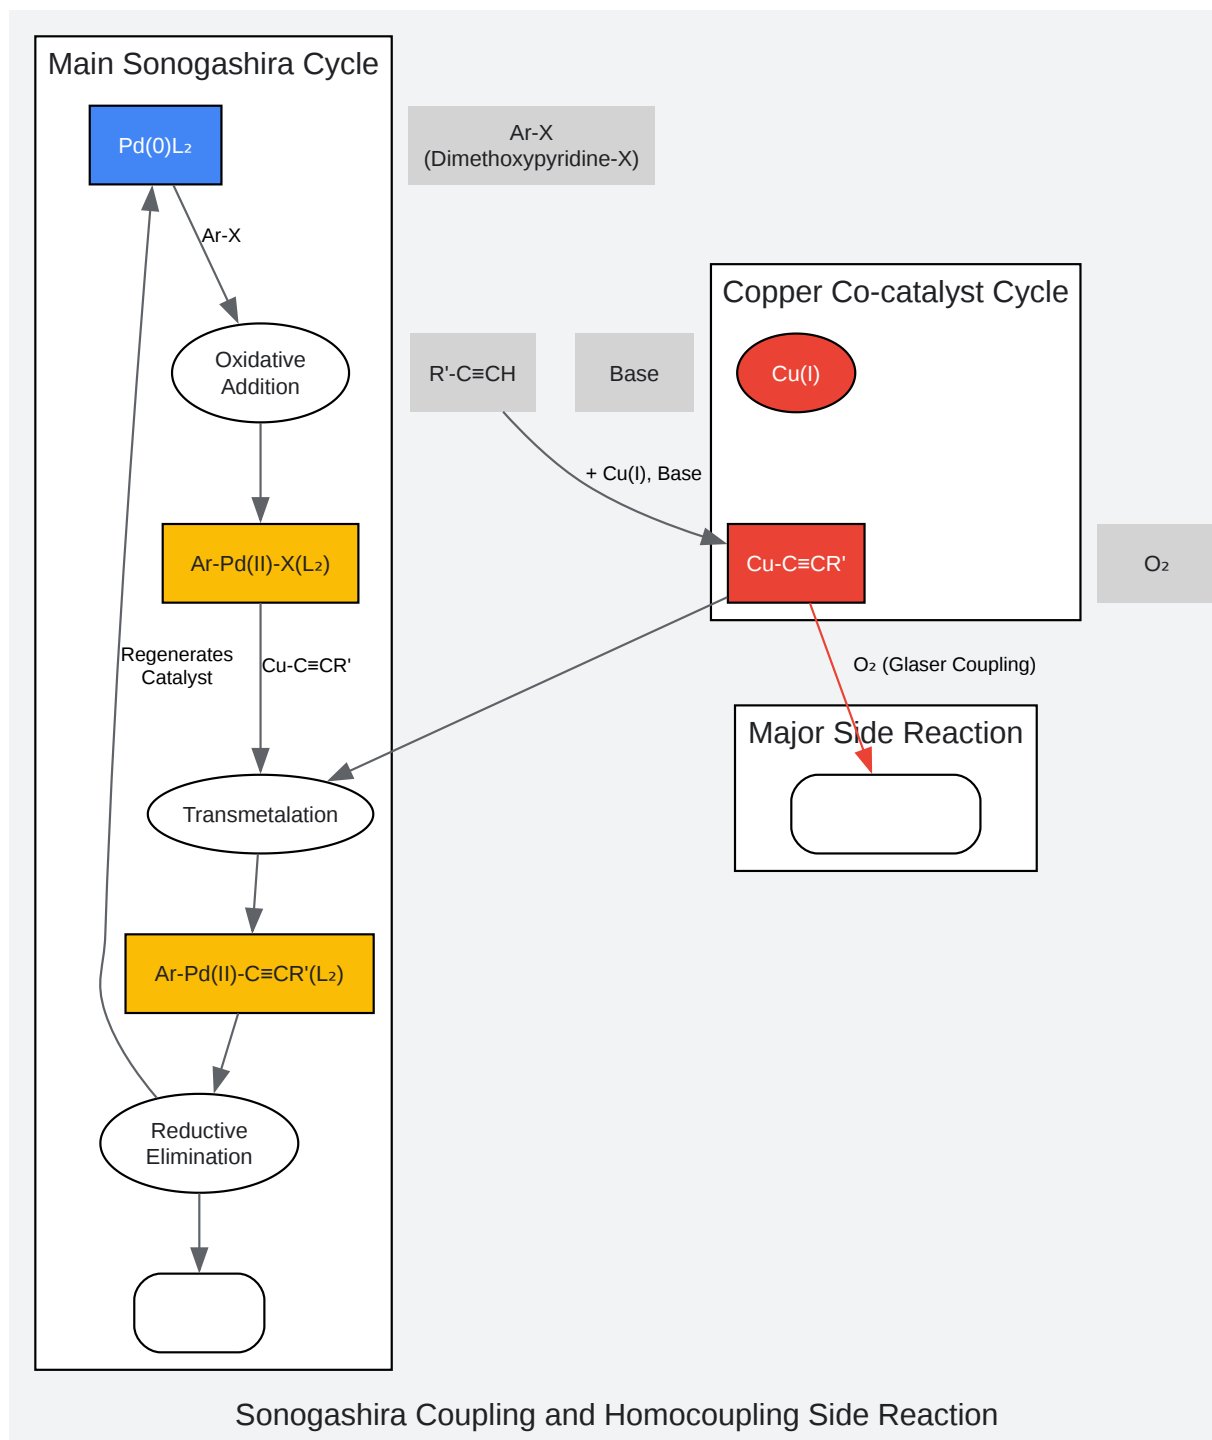 Main Sonogashira Cycle
Pd(0)L₂
Ar-X
(Dimethoxypyridine-X)
Ar-X
Copper Co-catalyst Cycle
Oxidative
Addition
R'-C≡CH
Base
Cu(I)
+ Cu(I), Base
Ar-Pd(II)-X(L₂)
Cu-C≡CR'
O₂
Regenerates
Catalyst
Cu-C≡CR'
O₂ (Glaser Coupling)
Major Side Reaction
Transmetalation
Ar-Pd(II)-C≡CR'(L₂)
Reductive
Elimination
Sonogashira Coupling and Homocoupling Side Reaction